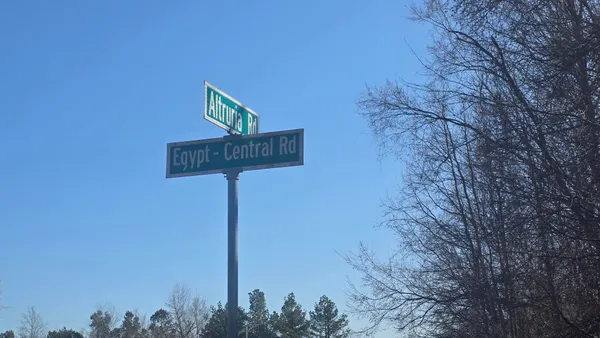 Altruria Rd
Egypt - Central Rd